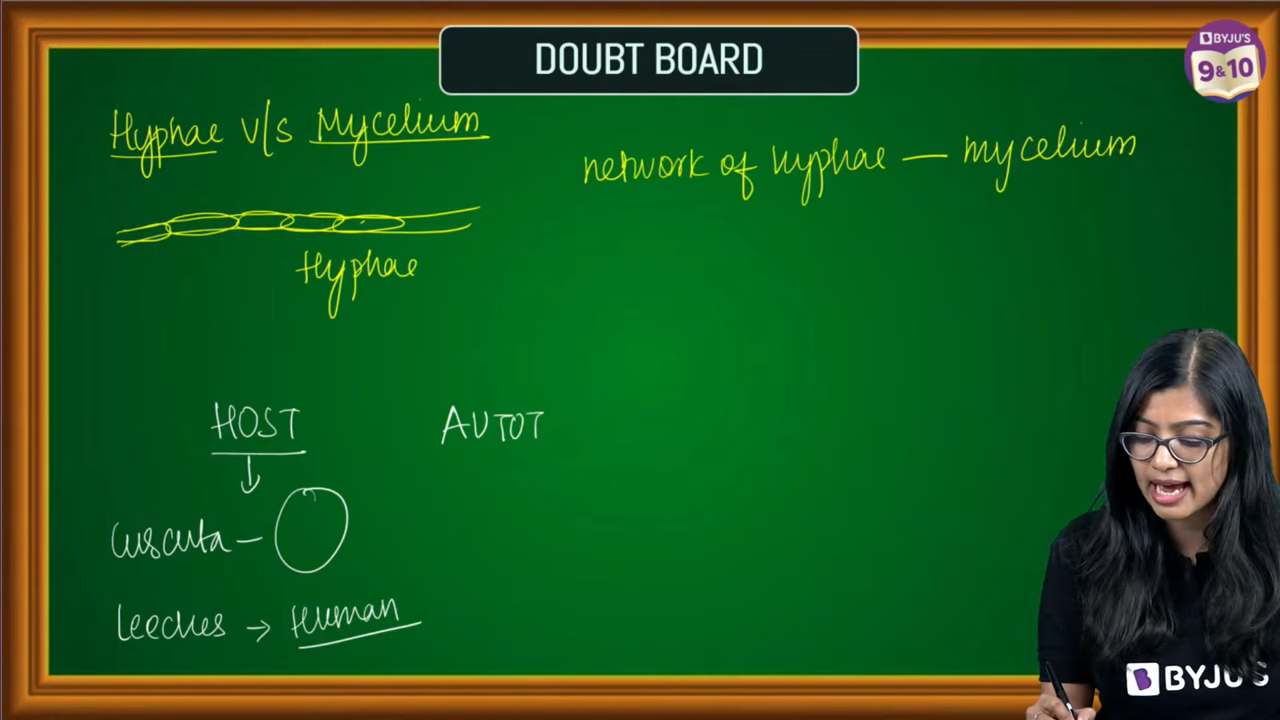 DOUBT BOARD
BYJU'S
9&10
Hyphae v/s Mycelium
network of hyphae — mycelium
Hyphae
HOST
AUTOT
Cuscuta —
leeches → Human
BYJU'S